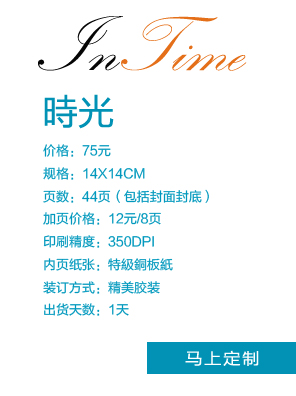 InTime
時光
价格：75元
规格：14X14CM
页数：44页（包括封面封底）
加页价格：12元/8页
印刷精度：350DPI
内页纸张：特級銅板紙
装订方式：精美胶装
出货天数：1天
马上定制